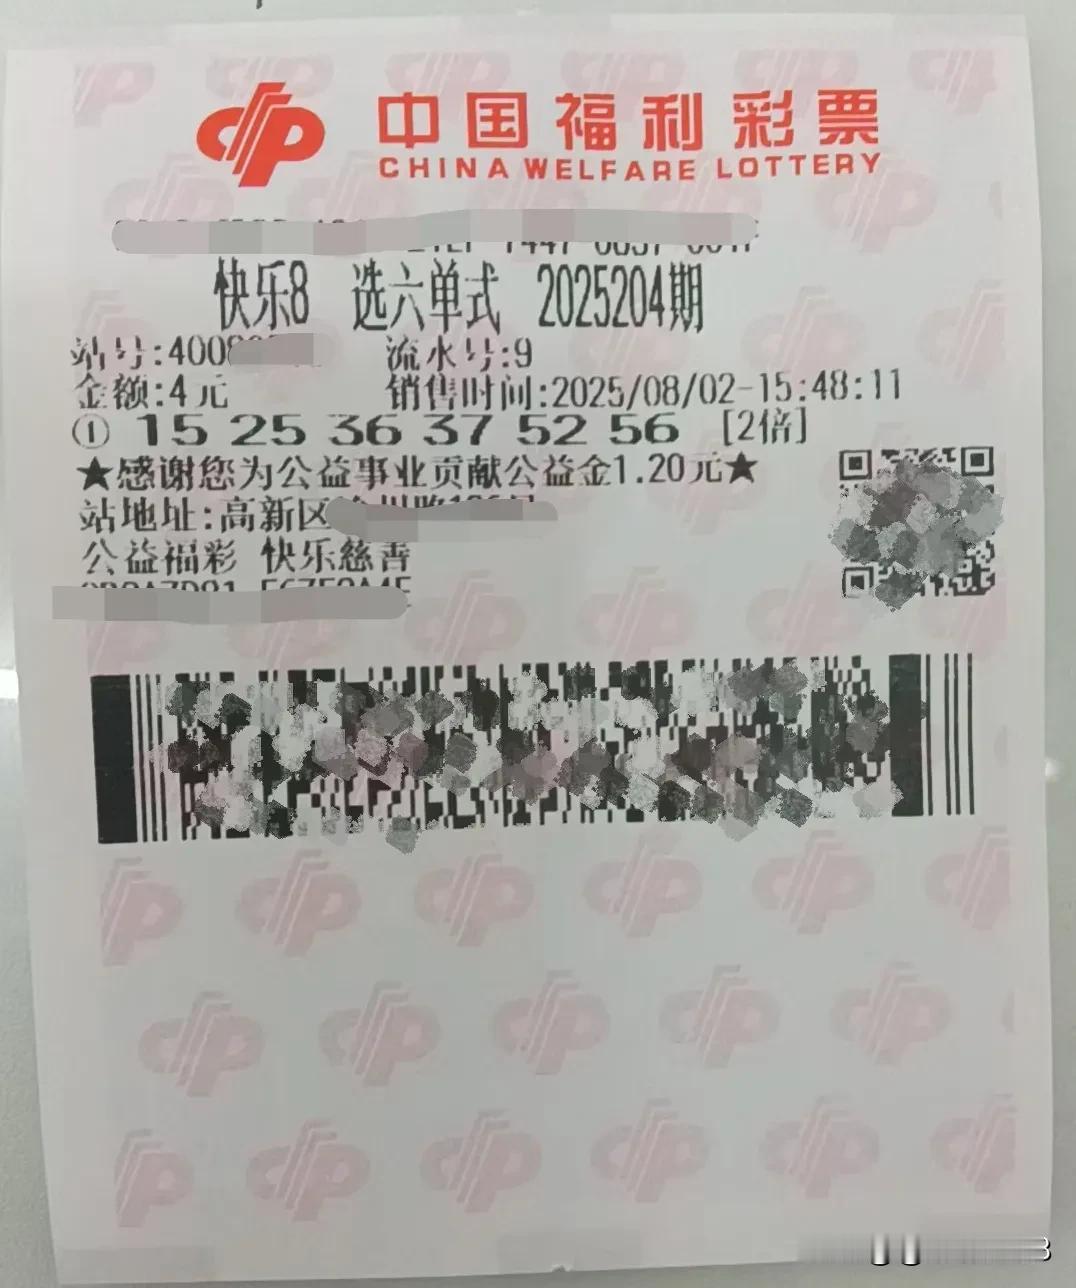 中国福利彩票
CHINA WELFARE LOTTERY
快乐8 选六单式 2025204期
站号:400 流水号:9
金额:4元 销售时间:2025/08/02-15:48:11
① 15 25 36 37 52 56 [2倍]
★感谢您为公益事业贡献公益金1.20元★
站地址:高新区
公益福彩 快乐慈善